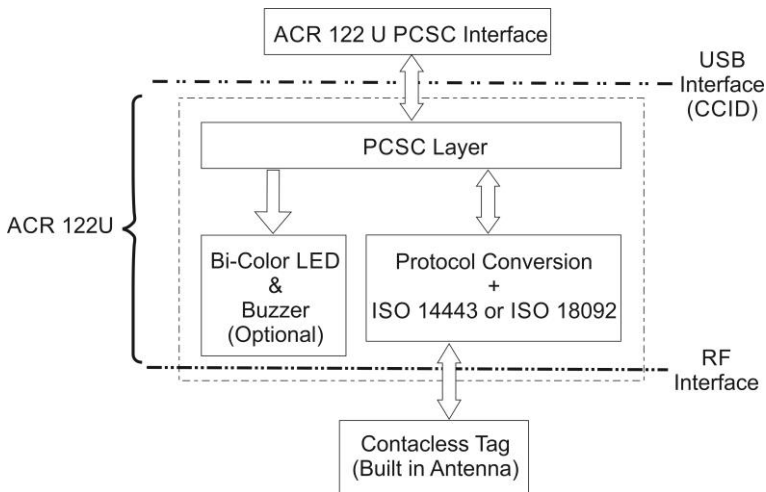 ACR 122 U PCSC Interface
USB
Interface
(CCID)
PCSC Layer
ACR 122U
Bi-Color LED
&
Buzzer
(Optional)
Protocol Conversion
+
ISO 14443 or ISO 18092
RF
Interface
Contacless Tag
(Built in Antenna)